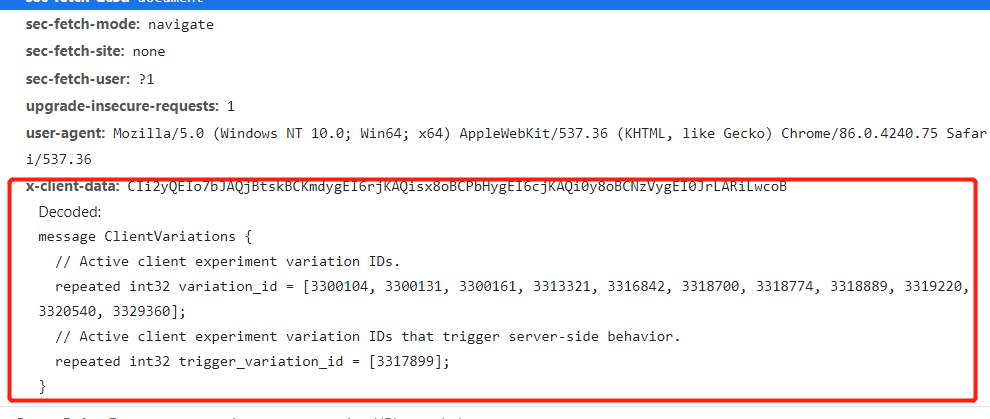 sec-fetch-mode: navigate
sec-fetch-site: none
sec-fetch-user: ?1
upgrade-insecure-requests: 1
user-agent: Mozilla/5.0 (Windows NT 10.0; Win64; x64) AppleWebKit/537.36 (KHTML, like Gecko) Chrome/86.0.4240.75 Safar
i/537.36
x-client-data:
Decoded:
message ClientVariations {
// Active client experiment variation IDs.
repeated int32 variation_id = [3300104, 3300131, 3300161, 3313321, 3316842, 3318700, 3318774, 3318889, 3319220,
3320540, 3329360];
// Active client experiment variation IDs that trigger server-side behavior.
repeated int32 trigger_variation_id = [3317899];
}